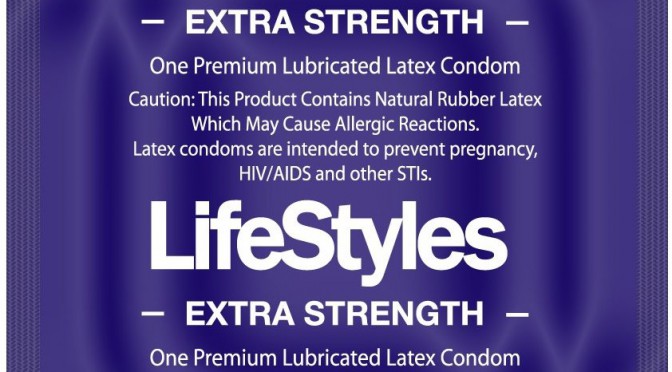 – EXTRA STRENGTH –
One Premium Lubricated Latex Condom
Caution: This Product Contains Natural Rubber Latex
Which May Cause Allergic Reactions.
Latex condoms are intended to prevent pregnancy,
HIV/AIDS and other STIs.
LifeStyles
– EXTRA STRENGTH –
One Premium Lubricated Latex Condom